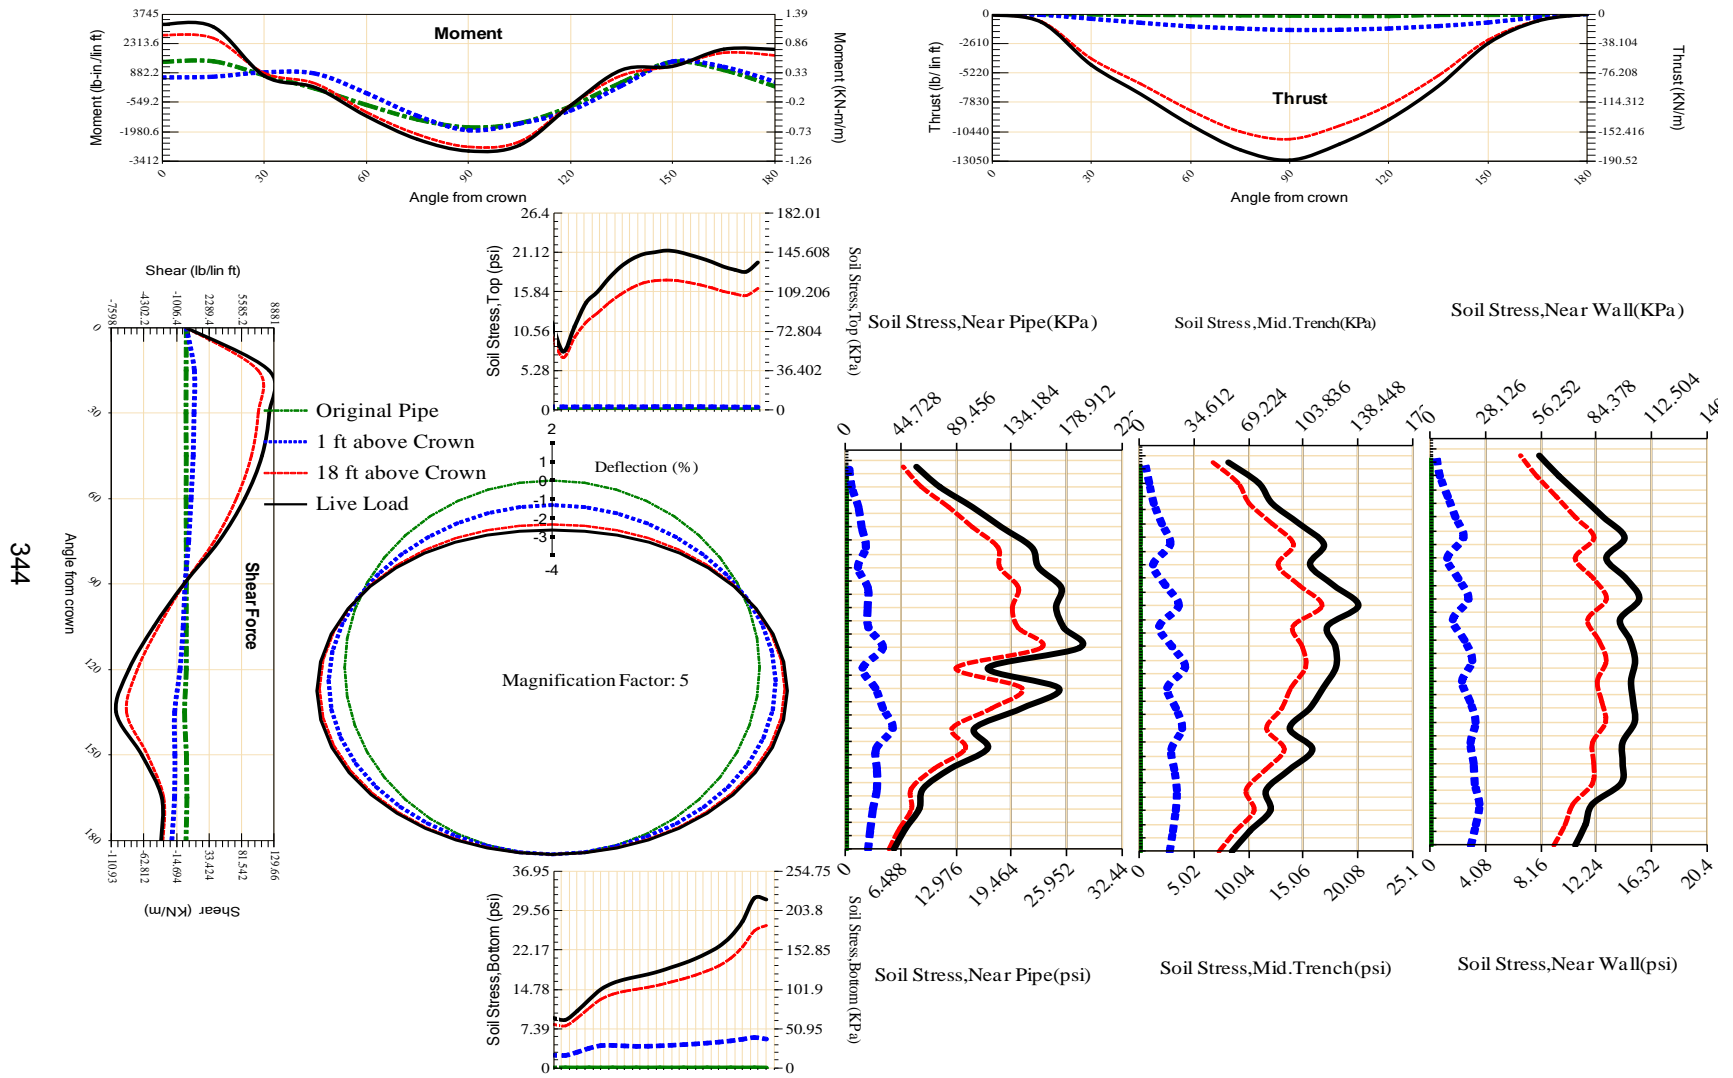 Moment
Moment (lb-in./lin ft)
3745
2313.6
882.2
-549.2
-1980.6
-3412
1.39
0.86
0.33
-0.2
-0.73
-1.26
Moment (KN-m/m)
0 30 60 90 120 150 180
Angle from crown
Thrust
Thrust (lb/ lin ft)
0
-2610
-5220
-7830
-10440
-13050
0
-38.104
-76.208
-114.312
-152.416
-190.52
Thrust (KN/m)
0 30 60 90 120 150 180
Angle from crown
Soil Stress,Top (psi)
26.4
21.12
15.84
10.56
5.28
0
182.01
145.608
109.206
72.804
36.402
0
Soil Stress,Top (KPa)
Shear (lb/lin ft)
-7598 -4302.2 -1006.4 2289.4 5585.2 8881
0
30
60
90
120
150
180
Angle from crown
Shear Force
-110.93 -62.812 -14.694 33.424 81.542 129.66
Shear (KN/m)
344
Original Pipe
1 ft above Crown
18 ft above Crown
Live Load
2
1
0
-1
-2
-3
-4
Deflection (%)
Magnification Factor: 5
Soil Stress,Bottom (psi)
36.95
29.56
22.17
14.78
7.39
0
254.75
203.8
152.85
101.9
50.95
0
Soil Stress,Bottom (KPa)
Soil Stress,Near Pipe(KPa)
0 44.728 89.456 134.184 178.912
0 6.488 12.976 19.464 25.952 32.44
Soil Stress,Near Pipe(psi)
Soil Stress,Mid.Trench(KPa)
0 34.612 69.224 103.836 138.448
0 5.02 10.04 15.06 20.08 25.1
Soil Stress,Mid.Trench(psi)
Soil Stress,Near Wall(KPa)
0 28.126 56.252 84.378 112.504
0 4.08 8.16 12.24 16.32 20.4
Soil Stress,Near Wall(psi)